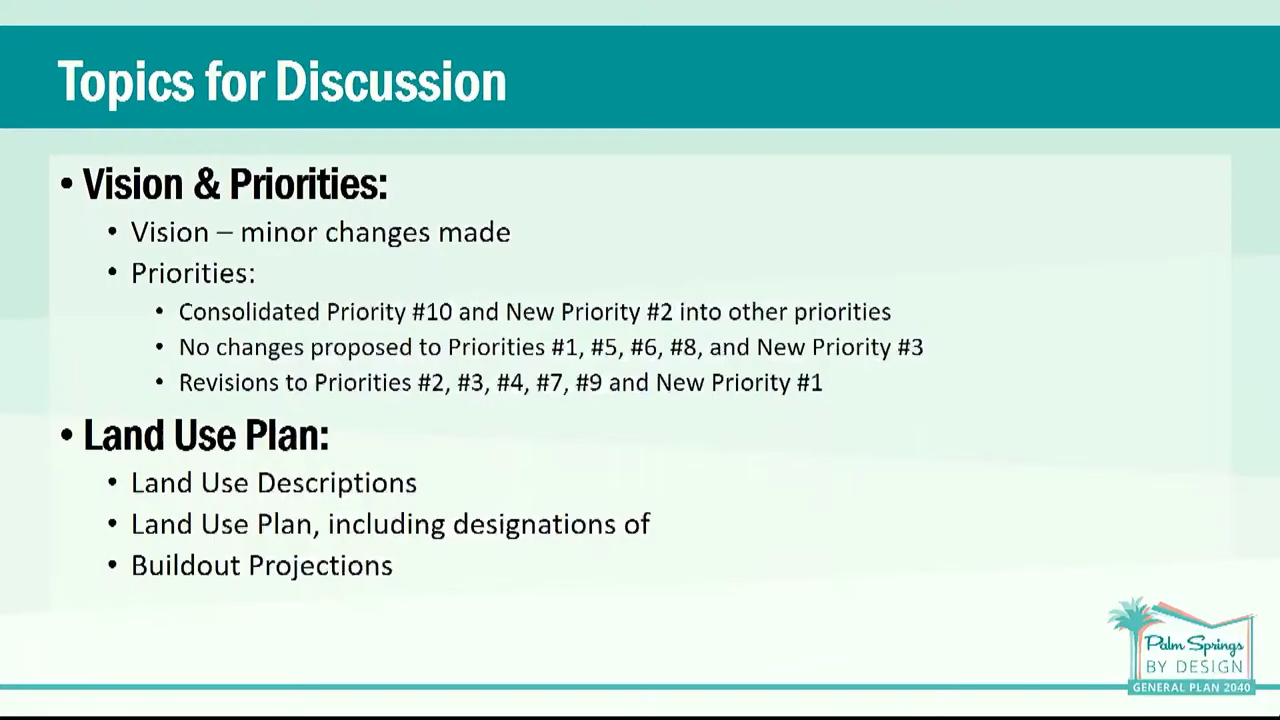 Topics for Discussion
• Vision & Priorities:
• Vision – minor changes made
• Priorities:
• Consolidated Priority #10 and New Priority #2 into other priorities
• No changes proposed to Priorities #1, #5, #6, #8, and New Priority #3
• Revisions to Priorities #2, #3, #4, #7, #9 and New Priority #1
• Land Use Plan:
• Land Use Descriptions
• Land Use Plan, including designations of
• Buildout Projections
Palm Springs
BY DESIGN
GENERAL PLAN 2040